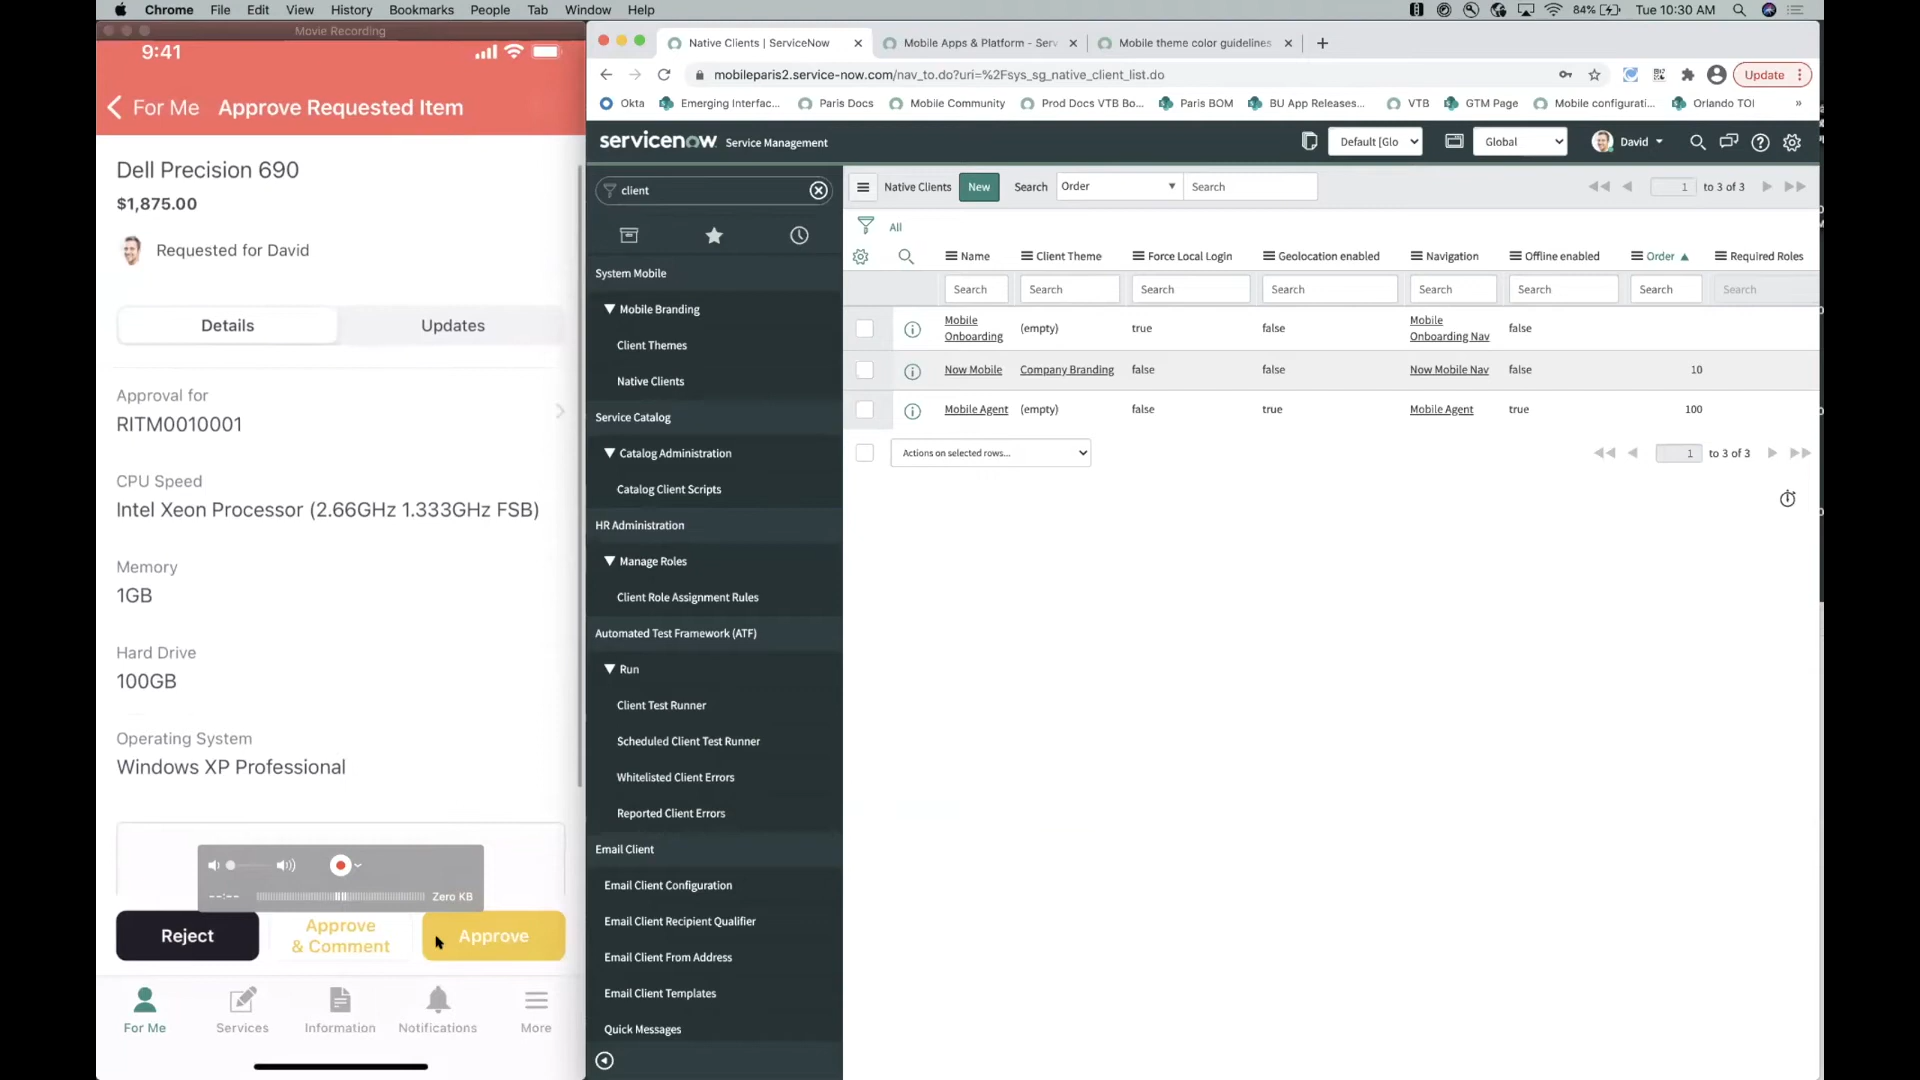 Chrome File Edit View History Bookmarks People Tab Window Help
84% Tue 10:30 AM
Movie Recording
9:41
For Me Approve Requested Item
Dell Precision 690
$1,875.00
Requested for David
Details Updates
Approval for
RITM0010001
CPU Speed
Intel Xeon Processor (2.66GHz 1.333GHz FSB)
Memory
1GB
Hard Drive
100GB
Operating System
Windows XP Professional
--:-- Zero KB
Reject
Approve
& Comment
Approve
For Me Services Information Notifications More
Native Clients | ServiceNow Mobile Apps & Platform - Serv Mobile theme color guidelines
mobileparis2.service-now.com/nav_to.do?uri=%2Fsys_sg_native_client_list.do
Update
Okta Emerging Interfac... Paris Docs Mobile Community Prod Docs VTB Bo... Paris BOM BU App Releases... VTB GTM Page Mobile configurati... Orlando TOI »
servicenow Service Management
Default [Glo Global David
client
System Mobile
Mobile Branding
Client Themes
Native Clients
Service Catalog
Catalog Administration
Catalog Client Scripts
HR Administration
Manage Roles
Client Role Assignment Rules
Automated Test Framework (ATF)
Run
Client Test Runner
Scheduled Client Test Runner
Whitelisted Client Errors
Reported Client Errors
Email Client
Email Client Configuration
Email Client Recipient Qualifier
Email Client From Address
Email Client Templates
Quick Messages
Native Clients New Search Order Search 1 to 3 of 3
All
Name Client Theme Force Local Login Geolocation enabled Navigation Offline enabled Order Required Roles
Search Search Search Search Search Search Search Search
Mobile Onboarding (empty) true false Mobile Onboarding Nav false
Now Mobile Company Branding false false Now Mobile Nav false 10
Mobile Agent (empty) false true Mobile Agent true 100
Actions on selected rows... 1 to 3 of 3